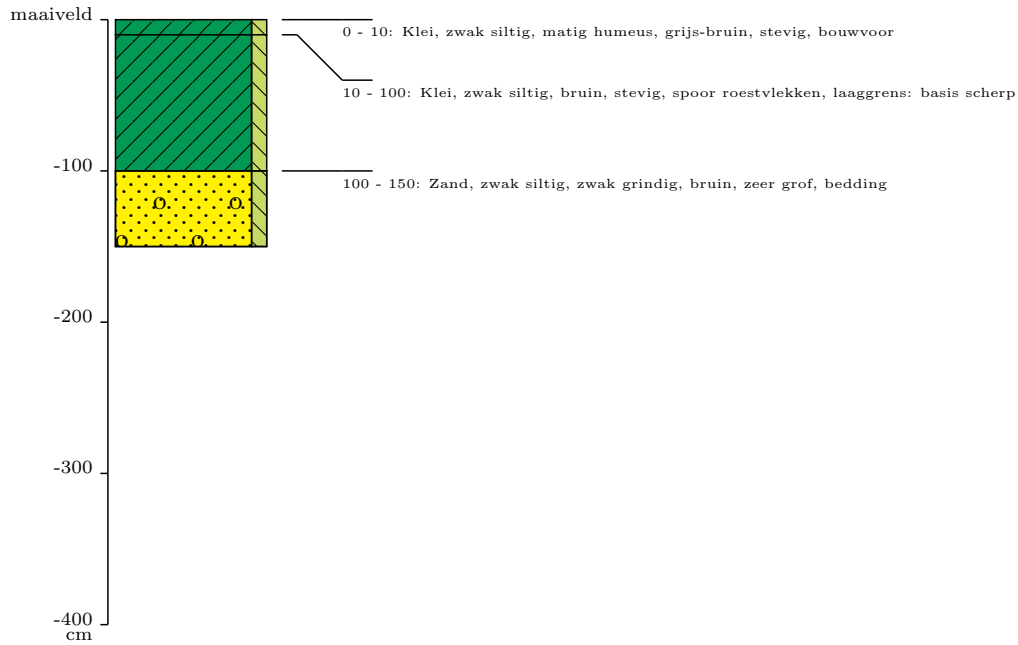 maaiveld
0 - 10: Klei, zwak siltig, matig humeus, grijs-bruin, stevig, bouwvoor
10 - 100: Klei, zwak siltig, bruin, stevig, spoor roestvlekken, laaggrens: basis scherp
-100
100 - 150: Zand, zwak siltig, zwak grindig, bruin, zeer grof, bedding
-200
-300
-400
cm